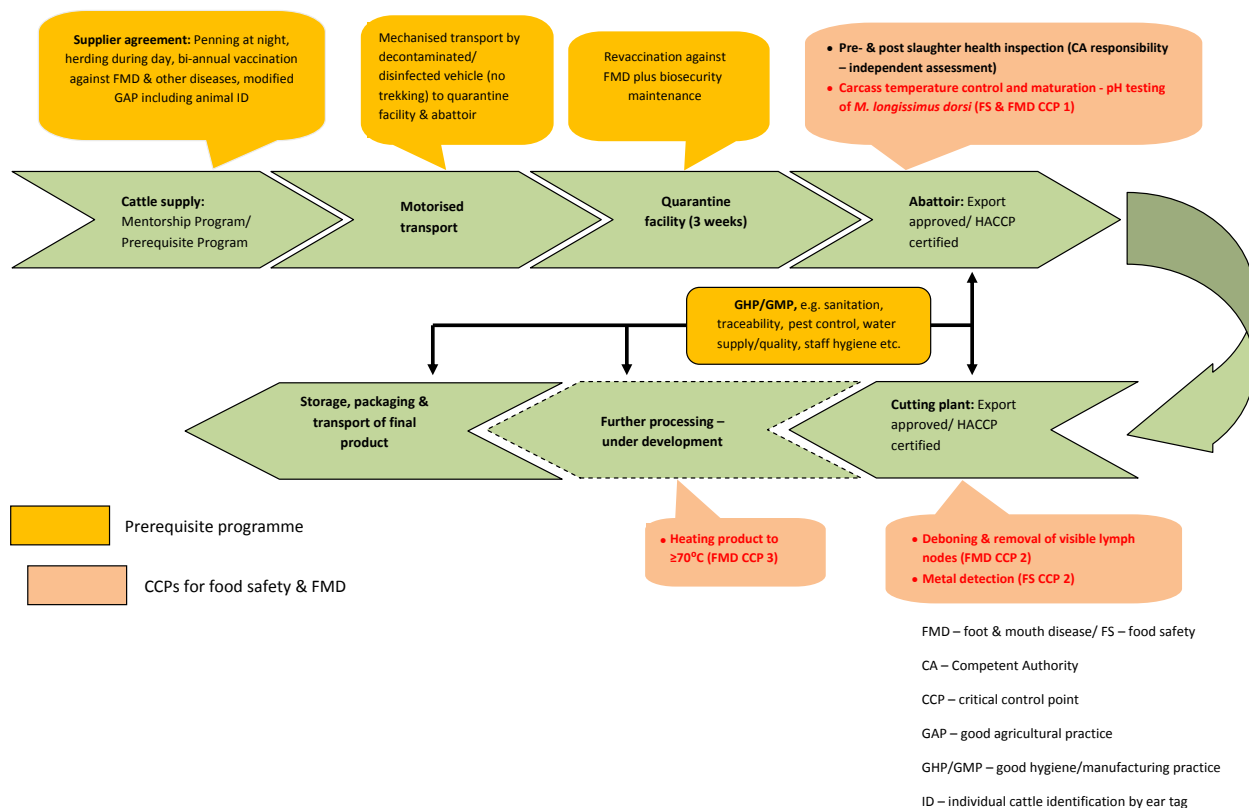 Supplier agreement: Penning at night,
herding during day, bi-annual vaccination
against FMD & other diseases, modified
GAP including animal ID
Mechanised transport by
decontaminated/
disinfected vehicle (no
trekking) to quarantine
facility & abattoir
Revaccination against
FMD plus biosecurity
maintenance
• Pre- & post slaughter health inspection (CA responsibility
– independent assessment)
• Carcass temperature control and maturation - pH testing
of M. longissimus dorsi (FS & FMD CCP 1)
Cattle supply:
Mentorship Program/
Prerequisite Program
Motorised
transport
Quarantine
facility (3 weeks)
Abattoir: Export
approved/ HACCP
certified
GHP/GMP, e.g. sanitation,
traceability, pest control, water
supply/quality, staff hygiene etc.
Storage, packaging &
transport of final
product
Further processing –
under development
Cutting plant: Export
approved/ HACCP
certified
Prerequisite programme
CCPs for food safety & FMD
• Heating product to
≥70⁰C (FMD CCP 3)
• Deboning & removal of visible lymph
nodes (FMD CCP 2)
• Metal detection (FS CCP 2)
FMD – foot & mouth disease/ FS – food safety
CA – Competent Authority
CCP – critical control point
GAP – good agricultural practice
GHP/GMP – good hygiene/manufacturing practice
ID – individual cattle identification by ear tag